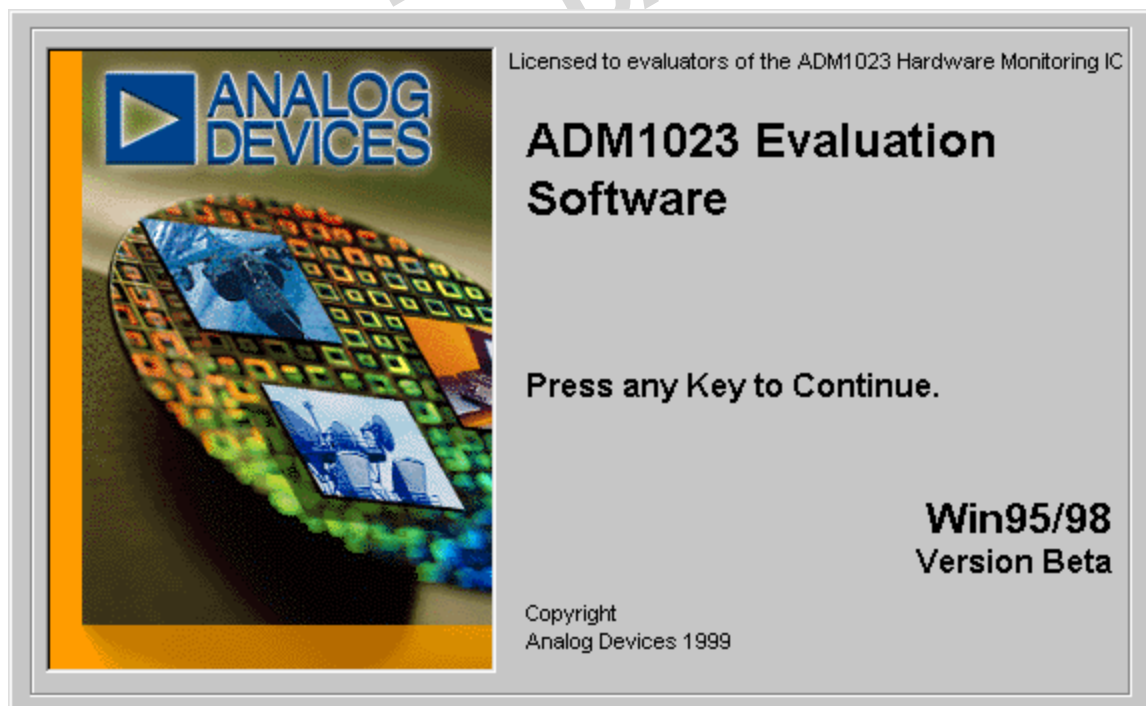 ANALOG
DEVICES
Licensed to evaluators of the ADM1023 Hardware Monitoring IC
ADM1023 Evaluation
Software
Press any Key to Continue.
Win95/98
Version Beta
Copyright
Analog Devices 1999